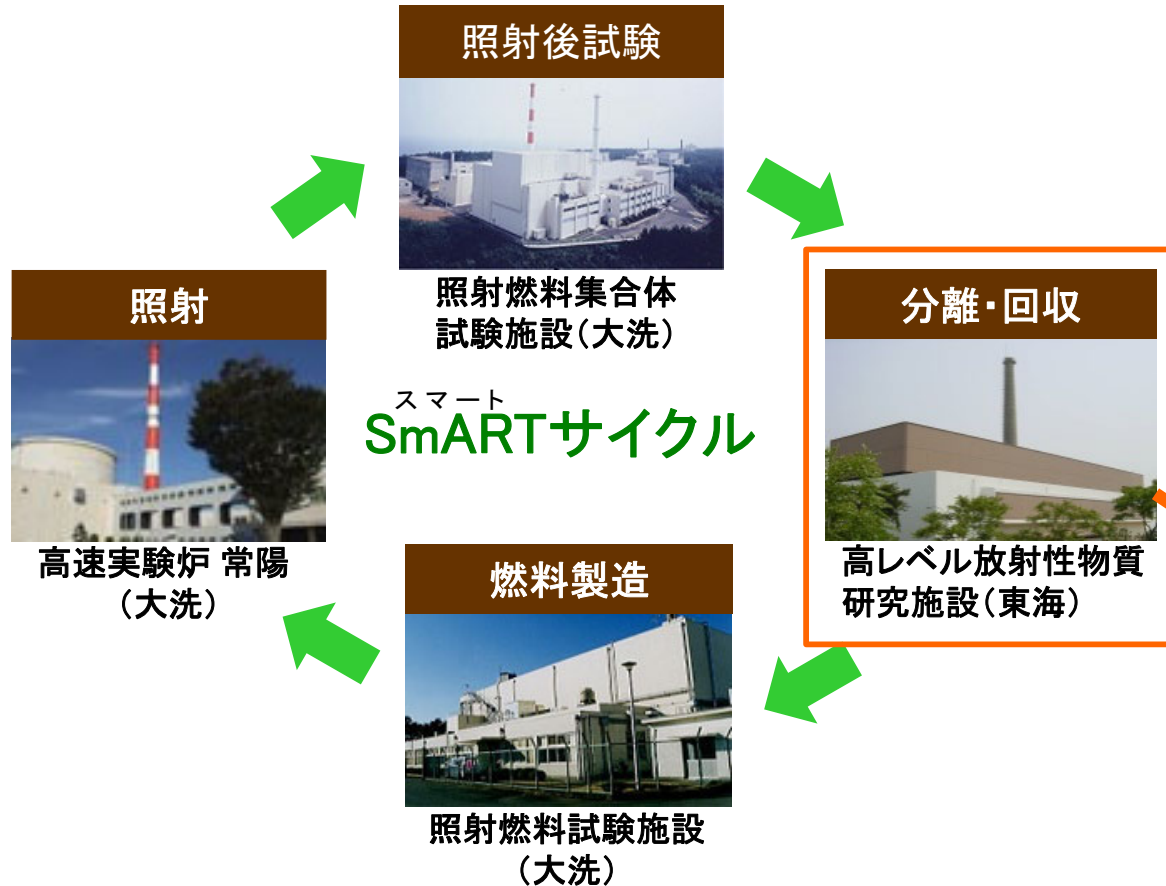 照射後試験
照射燃料集合体
試験施設(大洗)
照射
高速実験炉 常陽
(大洗)
スマート
SmARTサイクル
分離・回収
高レベル放射性物質
研究施設(東海)
燃料製造
照射燃料試験施設
(大洗)